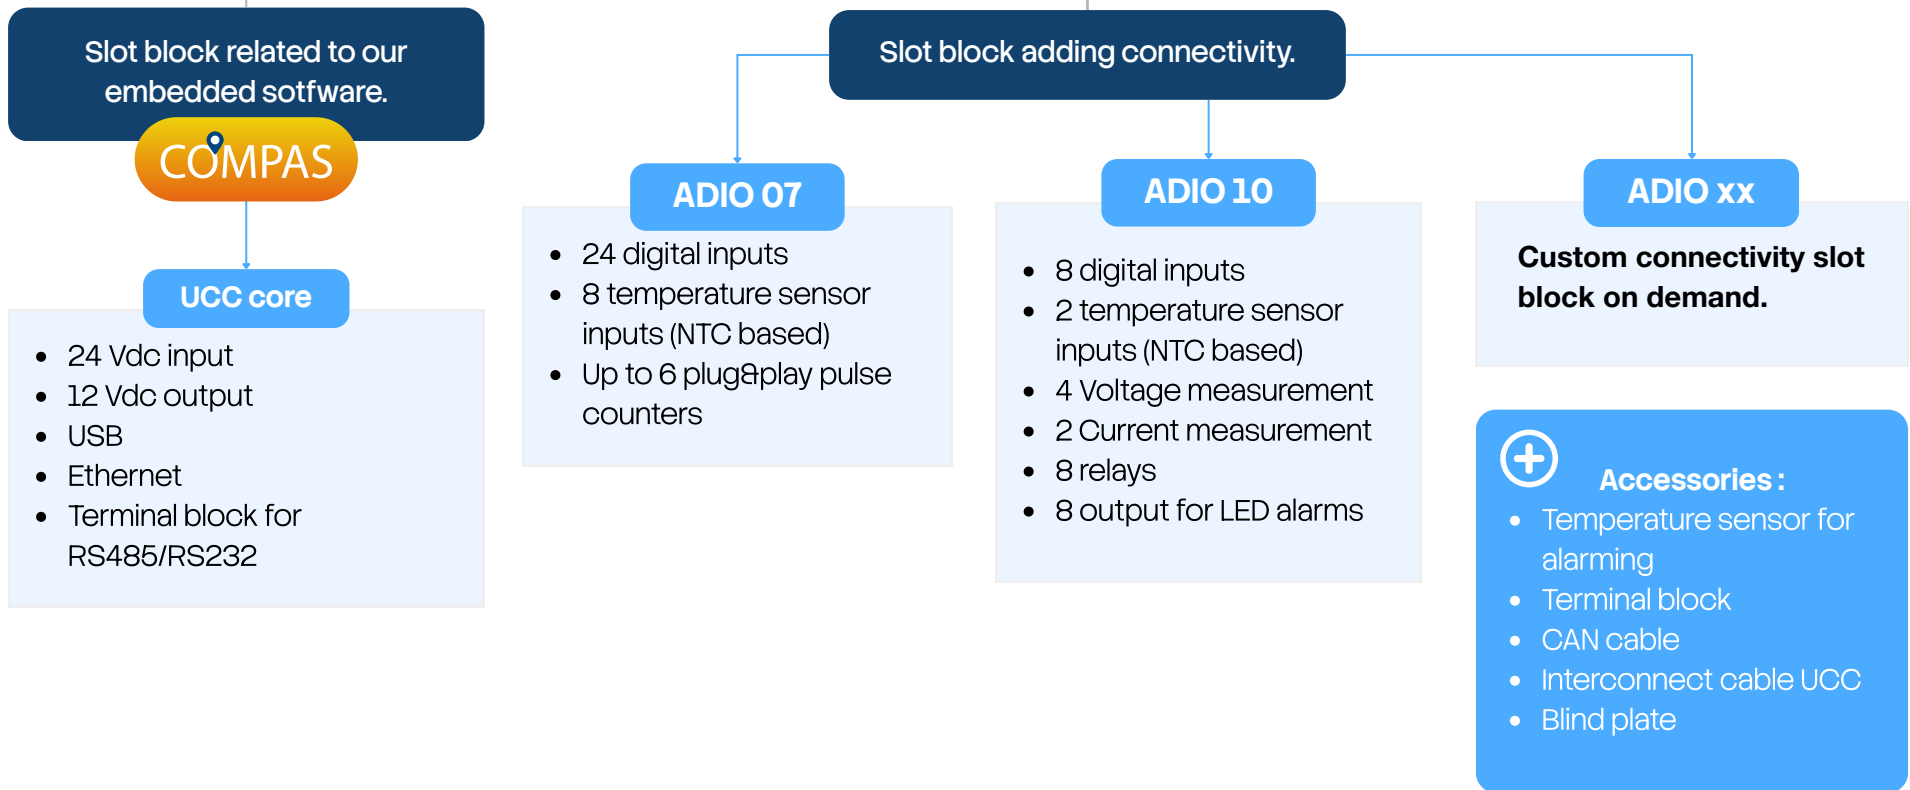 Slot block related to our
embedded sotfware.
COMPAS
UCC core
• 24 Vdc input
• 12 Vdc output
• USB
• Ethernet
• Terminal block for
RS485/RS232
Slot block adding connectivity.
ADIO 07
• 24 digital inputs
• 8 temperature sensor
inputs (NTC based)
• Up to 6 plug&play pulse
counters
ADIO 10
• 8 digital inputs
• 2 temperature sensor
inputs (NTC based)
• 4 Voltage measurement
• 2 Current measurement
• 8 relays
• 8 output for LED alarms
ADIO xx
Custom connectivity slot
block on demand.
Accessories :
• Temperature sensor for
alarming
• Terminal block
• CAN cable
• Interconnect cable UCC
• Blind plate